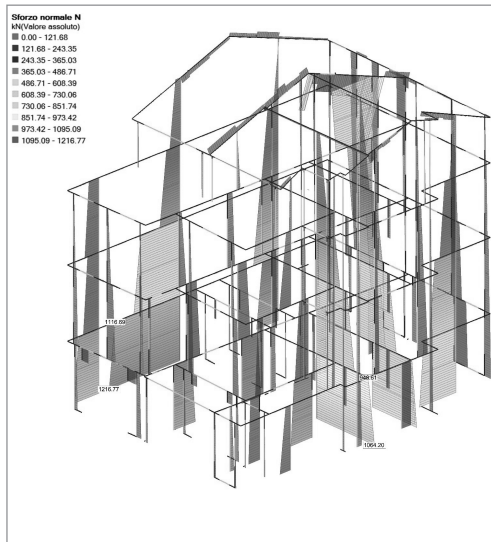 Sforzo normale N
kN(Valore assoluto)
0.00 - 121.68
121.68 - 243.35
243.35 - 365.03
365.03 - 486.71
486.71 - 608.39
608.39 - 730.06
730.06 - 851.74
851.74 - 973.42
973.42 - 1095.09
1095.09 - 1216.77
1116.89
948.61
1216.77
1064.20